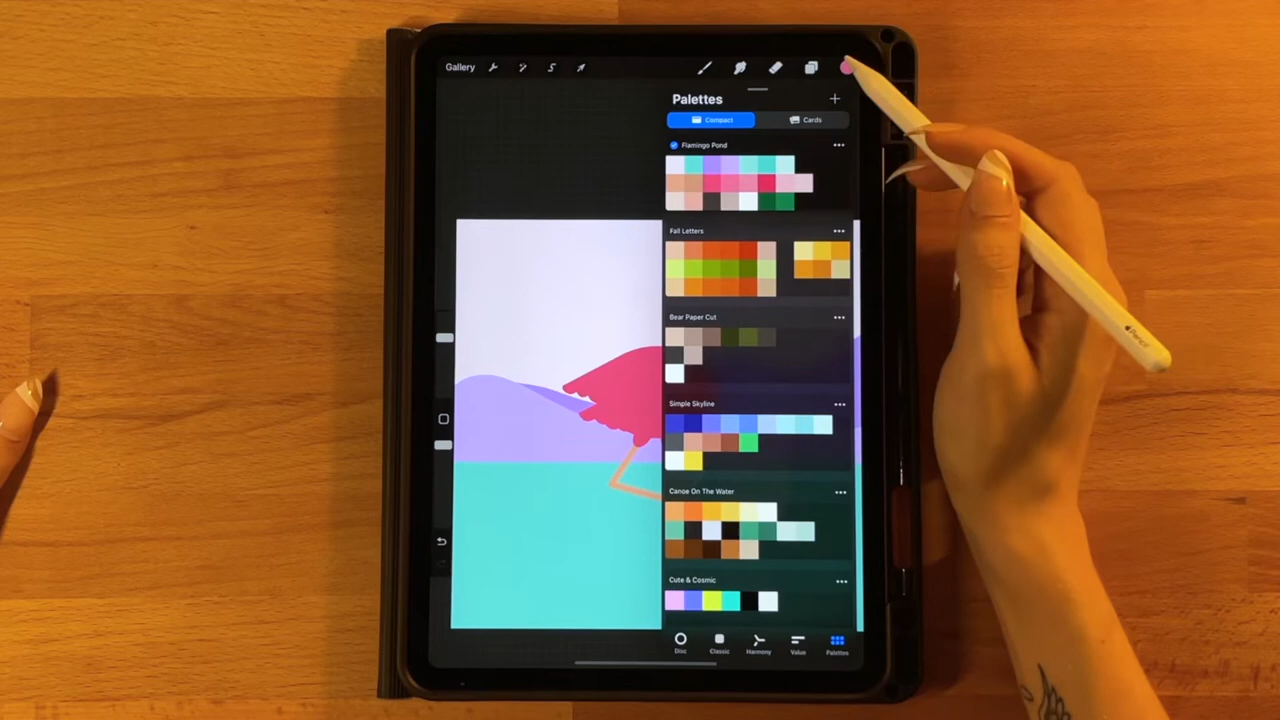 Gallery
Palettes
Compact
Cards
Flamingo Pond
Fall Letters
Bear Paper Cut
Simple Skyline
Canoe On The Water
Cute & Cosmic
Disc
Classic
Harmony
Value
Palettes
Pencil